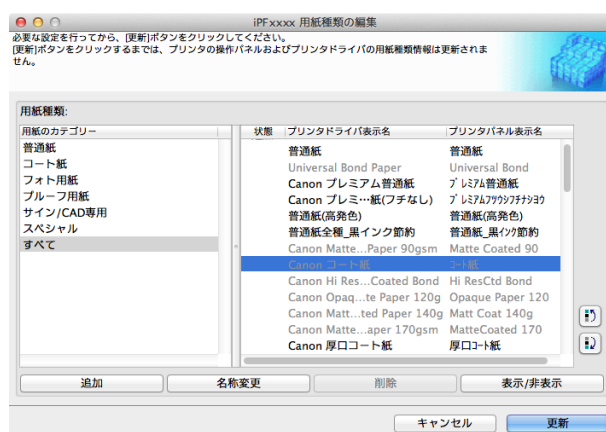 iPFxxxx 用紙種類の編集
必要な設定を行ってから、[更新]ボタンをクリックしてください。
[更新]ボタンをクリックするまでは、プリンタの操作パネルおよびプリンタドライバの用紙種類情報は更新されま
せん。
用紙種類:
用紙のカテゴリー
普通紙
コート紙
フォト用紙
プルーフ用紙
サイン/CAD専用
スペシャル
すべて
状態 プリンタドライバ表示名 プリンタパネル表示名
普通紙 普通紙
Universal Bond Paper Universal Bond
Canon プレミアム普通紙 プレミアム普通紙
Canon プレミ…紙(フチなし) プレミアムフツウシフチナシヨウ
普通紙(高発色) 普通紙(高発色)
普通紙全種_黒インク節約 普通紙_黒インク節約
Canon Matte…Paper 90gsm Matte Coated 90
Canon コート紙 コート紙
Canon Hi Res…Coated Bond Hi ResCtd Bond
Canon Opaq…te Paper 120g Opaque Paper 120
Canon Matt…ted Paper 140g Matt Coat 140g
Canon Matte…aper 170gsm MatteCoated 170
Canon 厚口コート紙 厚口コート紙
追加 名称変更 削除 表示/非表示
キャンセル 更新